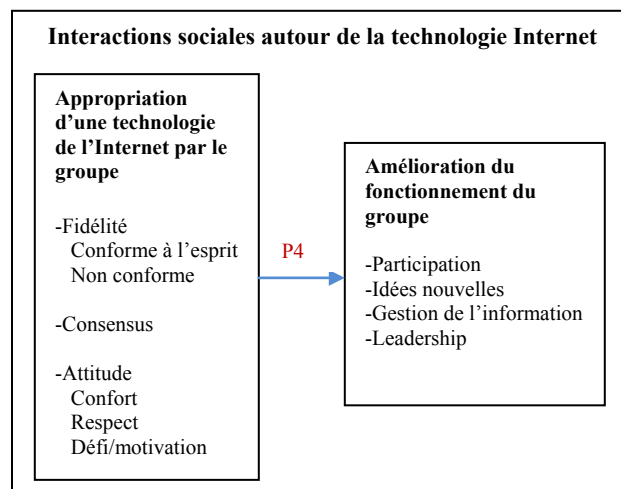 Interactions sociales autour de la technologie Internet
Appropriation
d’une technologie
de l’Internet par le
groupe
-Fidélité
Conforme à l’esprit
Non conforme
-Consensus
-Attitude
Confort
Respect
Défi/motivation
P4
Amélioration du
fonctionnement du
groupe
-Participation
-Idées nouvelles
-Gestion de l’information
-Leadership